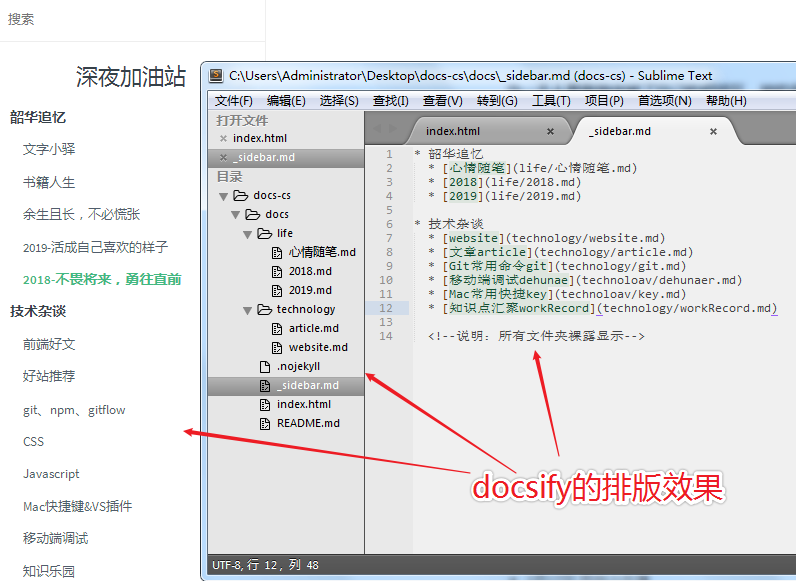 搜索
深夜加油站
韶华追忆
文字小驿
书籍人生
余生且长，不必慌张
2019-活成自己喜欢的样子
2018-不畏将来，勇往直前
技术杂谈
前端好文
好站推荐
git、npm、gitflow
CSS
Javascript
Mac快捷键&VS插件
移动端调试
知识乐园
C:\Users\Administrator\Desktop\docs-cs\docs\_sidebar.md (docs-cs) - Sublime Text
文件(F) 编辑(E) 选择(S) 查找(I) 查看(V) 转到(G) 工具(T) 项目(P) 首选项(N) 帮助(H)
打开文件
× index.html
× _sidebar.md
目录
docs-cs
docs
life
心情随笔.md
2018.md
2019.md
technology
article.md
website.md
.nojekyll
_sidebar.md
index.html
README.md
index.html × _sidebar.md ×
1 * 韶华追忆
2 * [心情随笔](life/心情随笔.md)
3 * [2018](life/2018.md)
4 * [2019](life/2019.md)
5
6 * 技术杂谈
7 * [website](technology/website.md)
8 * [文章article](technology/article.md)
9 * [Git常用命令git](technology/git.md)
10 * [移动端调试dehunae](technoloav/dehunaer.md)
11 * [Mac常用快捷key](technoloav/key.md)
12 * [知识点汇聚workRecord](technology/workRecord.md)
13
14 <!--说明：所有文件夹裸露显示-->
docsify的排版效果
UTF-8, 行 12, 列 48